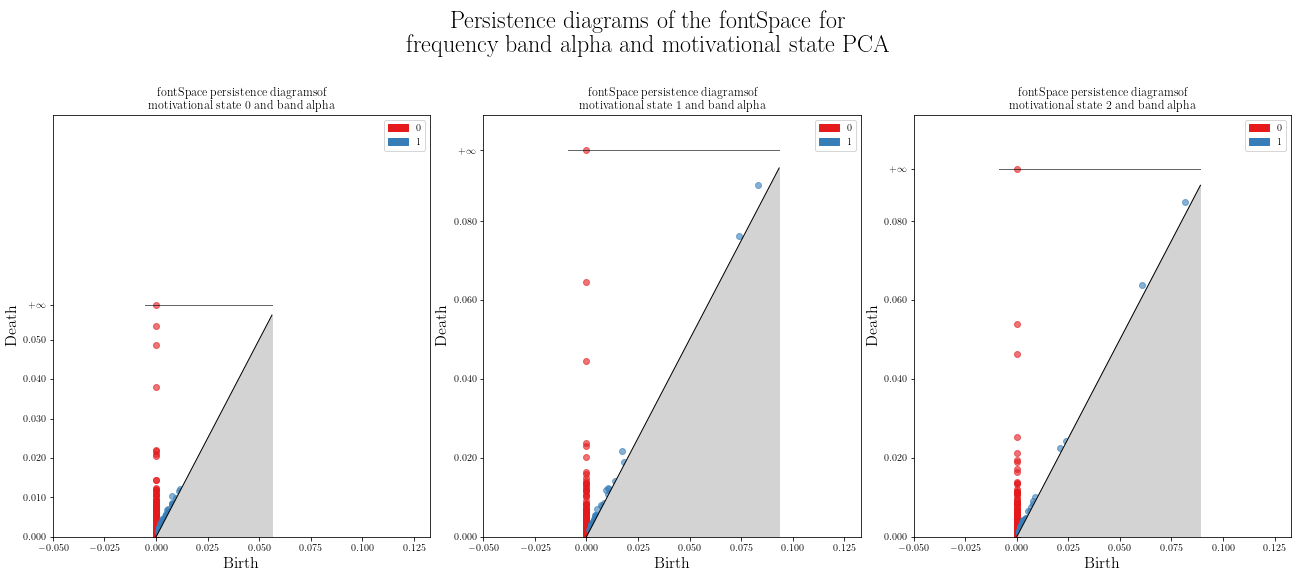 Persistence diagrams of the fontSpace for
frequency band alpha and motivational state PCA
fontSpace persistence diagramsof
motivational state 0 and band alpha
0
1
+∞
0.050
0.040
0.030
0.020
0.010
0.000
Death
−0.050 −0.025 0.000 0.025 0.050 0.075 0.100 0.125
Birth
fontSpace persistence diagramsof
motivational state 1 and band alpha
0
1
+∞
0.080
0.060
0.040
0.020
0.000
Death
−0.050 −0.025 0.000 0.025 0.050 0.075 0.100 0.125
Birth
fontSpace persistence diagramsof
motivational state 2 and band alpha
0
1
+∞
0.080
0.060
0.040
0.020
0.000
Death
−0.050 −0.025 0.000 0.025 0.050 0.075 0.100 0.125
Birth